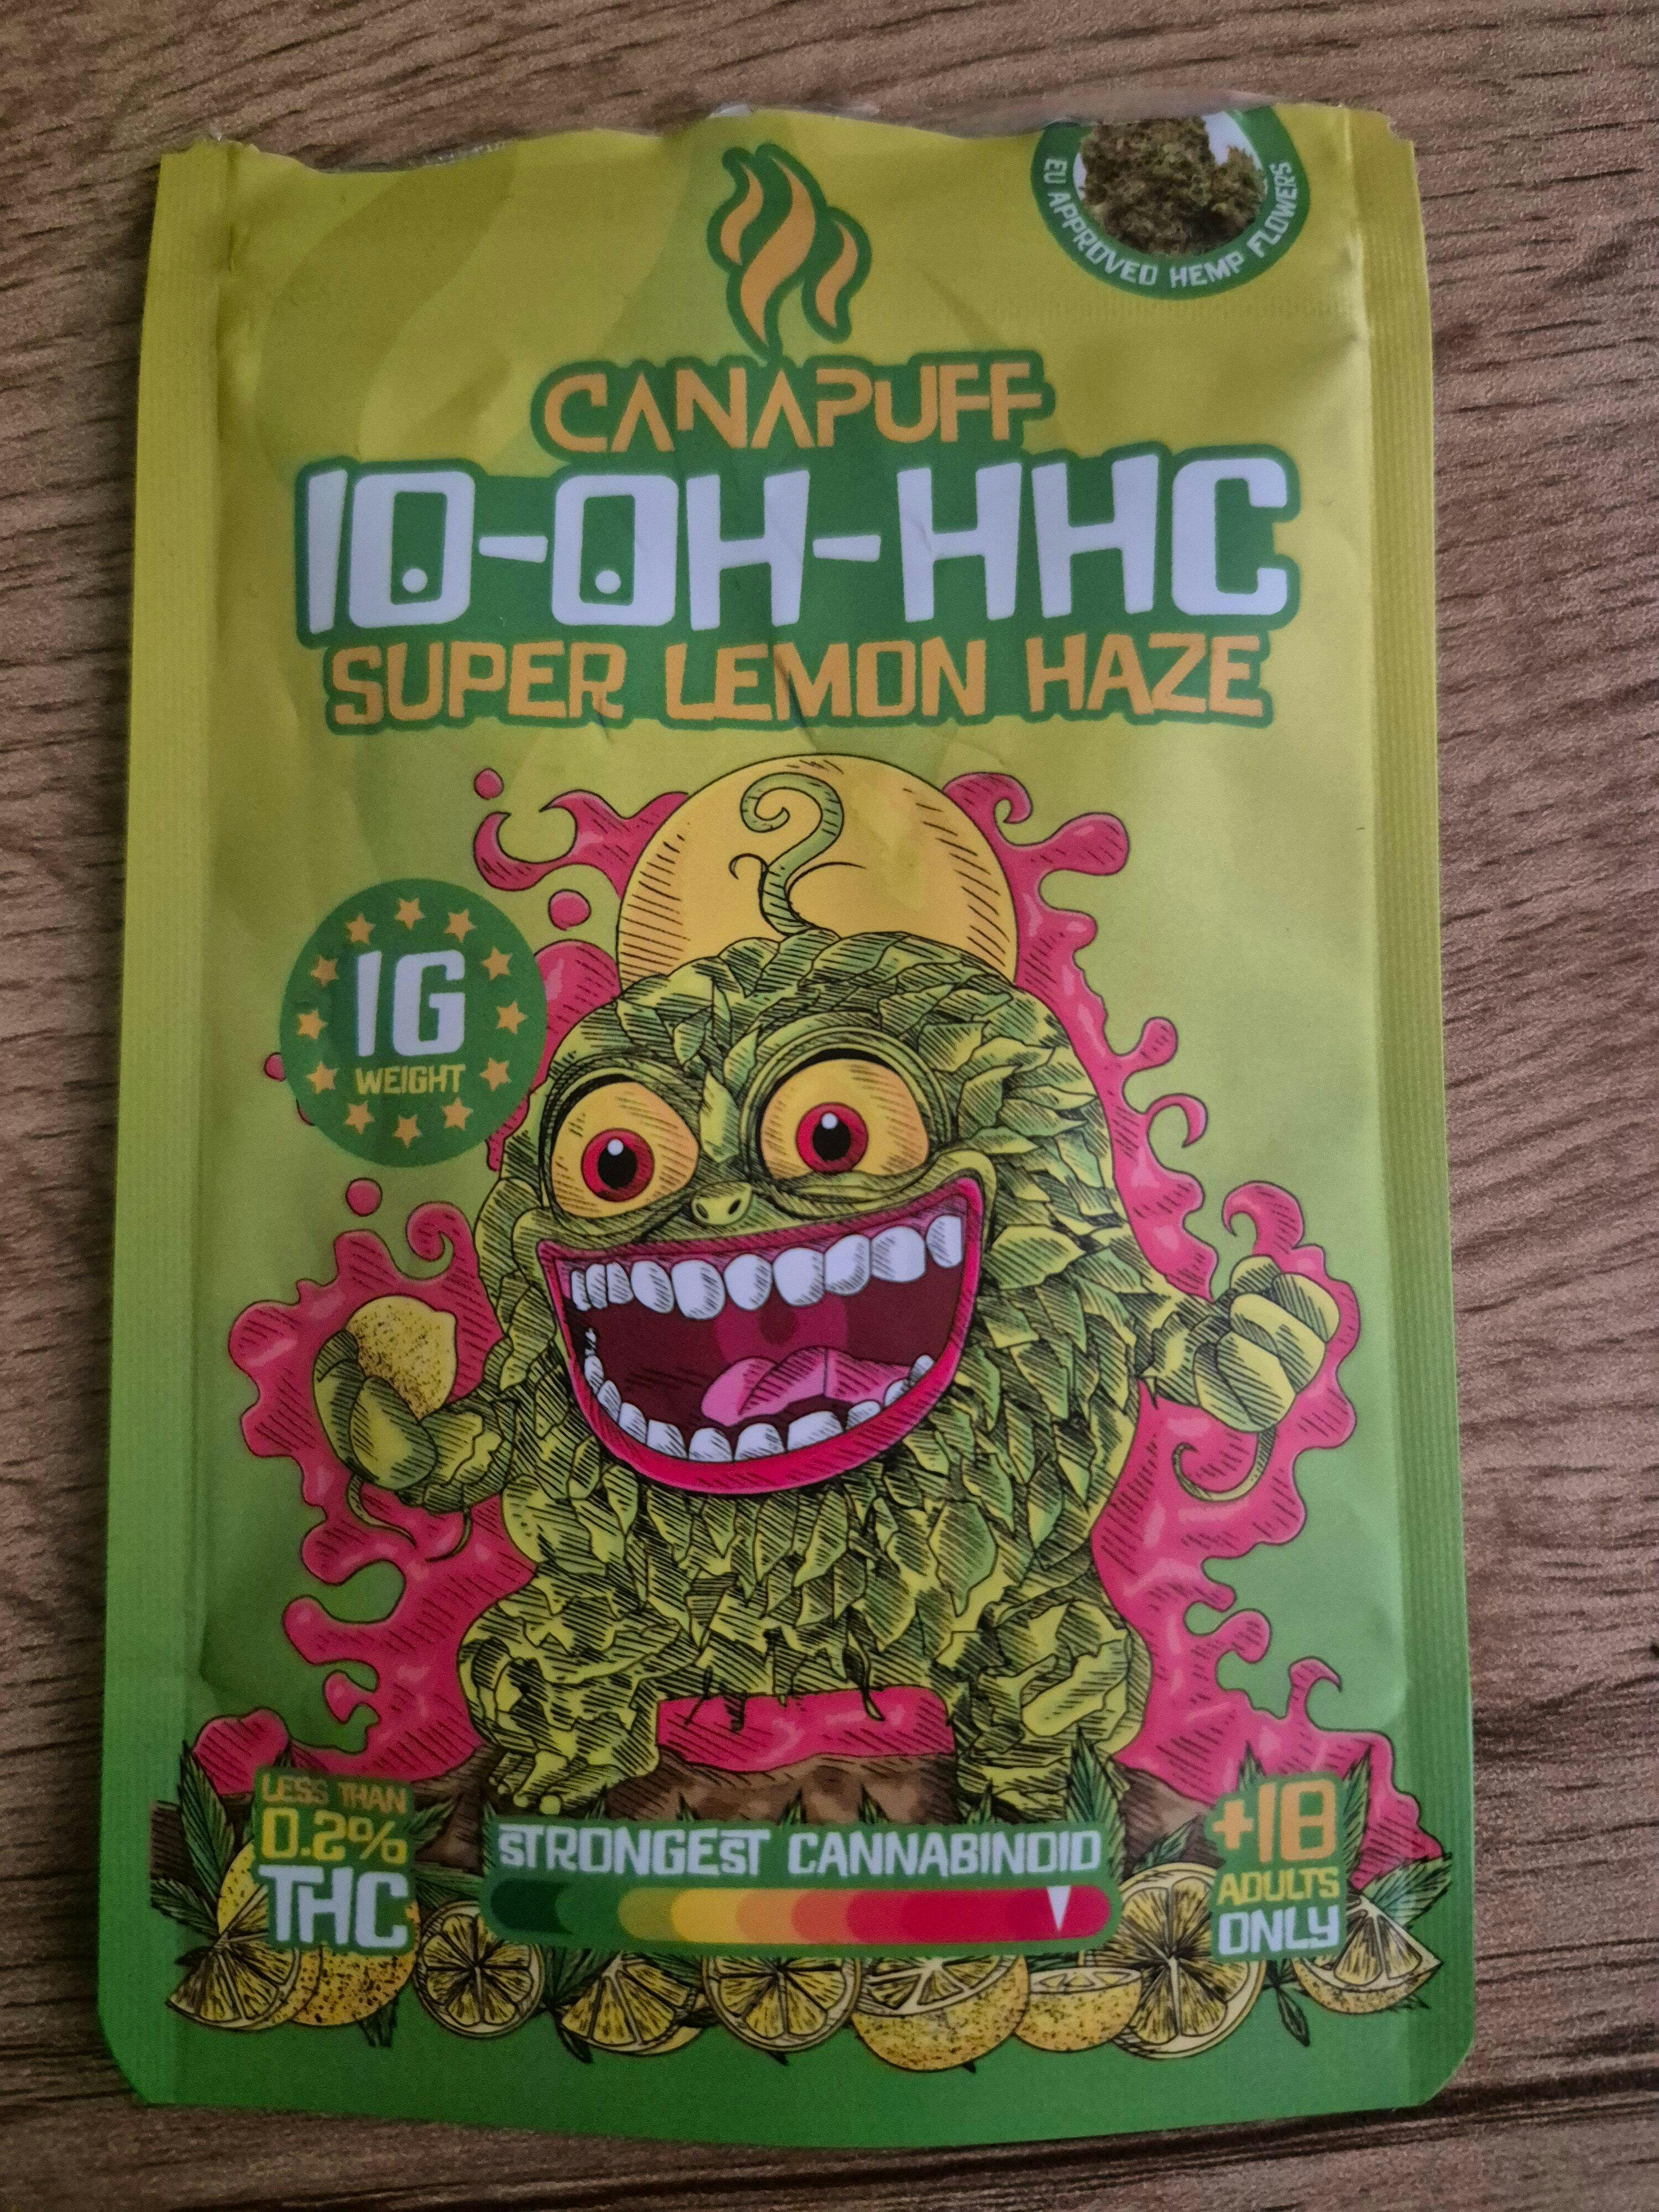 EU APPROVED HEMP FLOWERS
CANAPUFF
10-OH-HHC
SUPER LEMON HAZE
1G
WEIGHT
LESS THAN
0.2%
THC
STRONGEST CANNABINOID
+18
ADULTS
ONLY